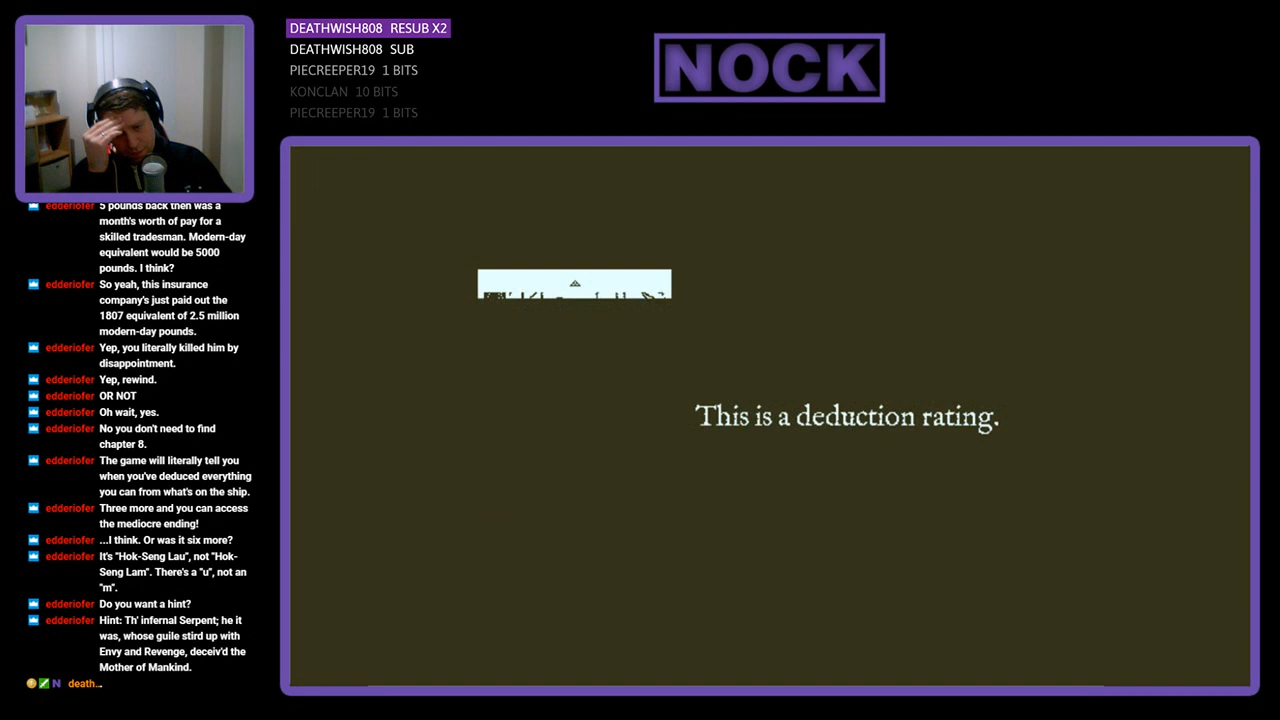 DEATHWISH808 RESUB X2
DEATHWISH808 SUB
PIECREEPER19 1 BITS
KONCLAN 10 BITS
PIECREEPER19 1 BITS
NOCK
edderiofer 5 pounds back then was a
month's worth of pay for a
skilled tradesman. Modern-day
equivalent would be 5000
pounds. I think?
edderiofer So yeah, this insurance
company's just paid out the
1807 equivalent of 2.5 million
modern-day pounds.
edderiofer Yep, you literally killed him by
disappointment.
edderiofer Yep, rewind.
edderiofer OR NOT
edderiofer Oh wait, yes.
edderiofer No you don't need to find
chapter 8.
edderiofer The game will literally tell you
when you've deduced everything
you can from what's on the ship.
edderiofer Three more and you can access
the mediocre ending!
edderiofer ...I think. Or was it six more?
edderiofer It's "Hok-Seng Lau", not "Hok-
Seng Lam". There's a "u", not an
"m".
edderiofer Do you want a hint?
edderiofer Hint: Th' infernal Serpent; he it
was, whose guile stird up with
Envy and Revenge, deceiv'd the
Mother of Mankind.
N death...
This is a deduction rating.